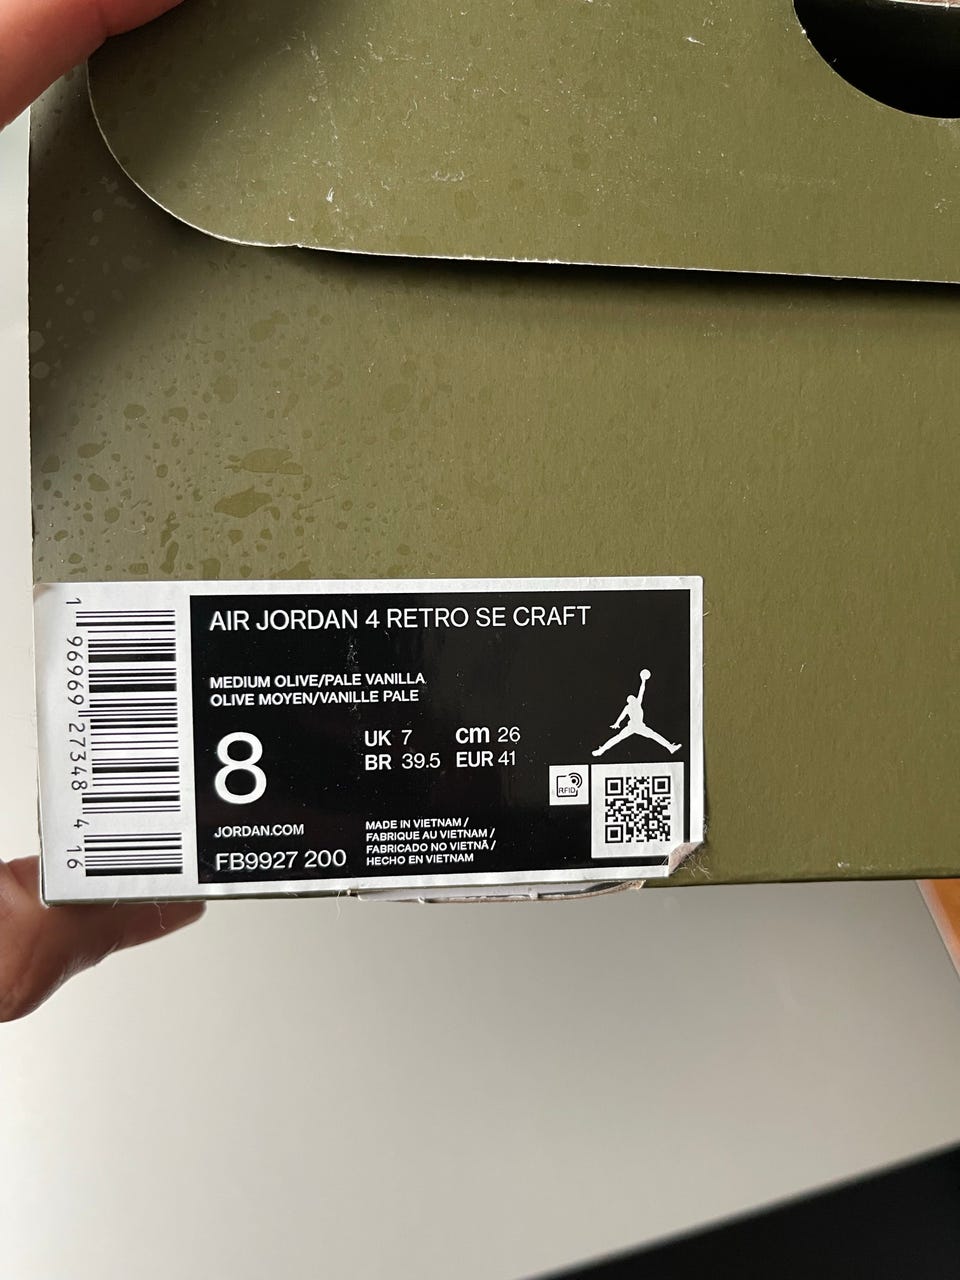 AIR JORDAN 4 RETRO SE CRAFT
MEDIUM OLIVE/PALE VANILLA
OLIVE MOYEN/VANILLE PALE
8
UK 7 cm 26
BR 39.5 EUR 41
RFID
JORDAN.COM
FB9927 200
MADE IN VIETNAM /
FABRIQUE AU VIETNAM /
FABRICADO NO VIETNÃ /
HECHO EN VIETNAM
1 96969 27348 4 16